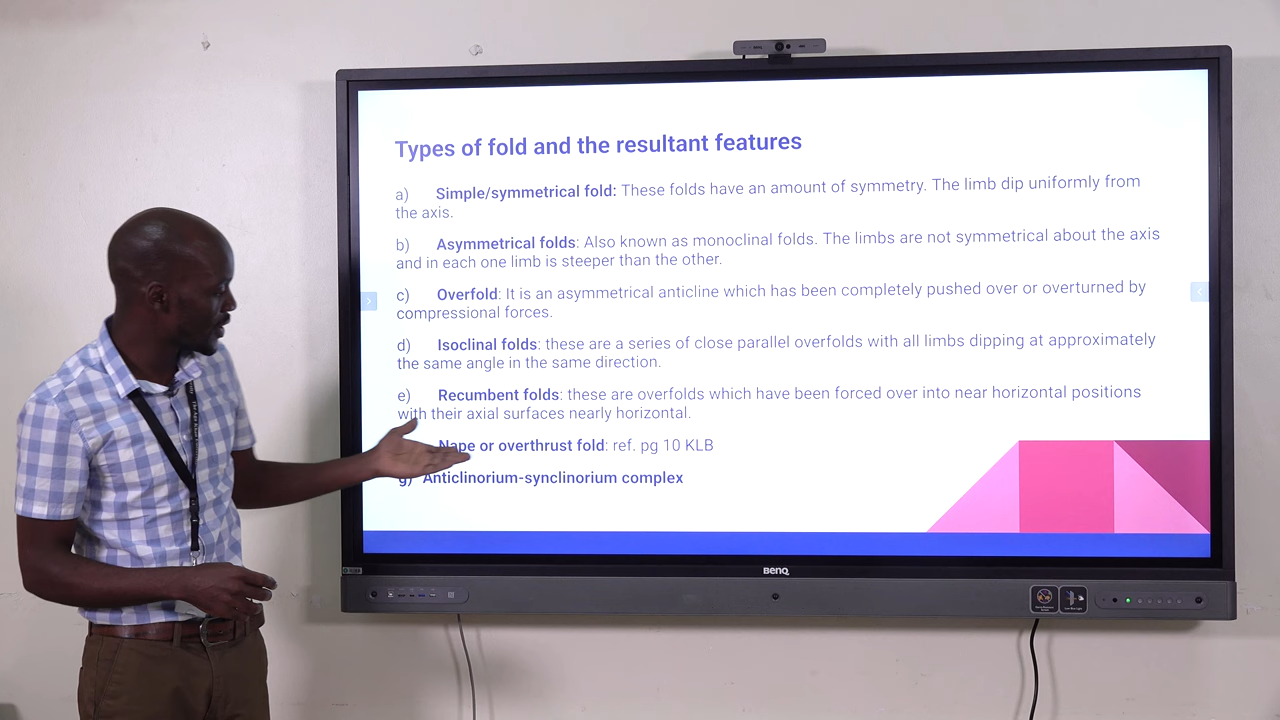 Types of fold and the resultant features
a) Simple/symmetrical fold: These folds have an amount of symmetry. The limb dip uniformly from
the axis.
b) Asymmetrical folds: Also known as monoclinal folds. The limbs are not symmetrical about the axis
and in each one limb is steeper than the other.
c) Overfold: It is an asymmetrical anticline which has been completely pushed over or overturned by
compressional forces.
d) Isoclinal folds: these are a series of close parallel overfolds with all limbs dipping at approximately
the same angle in the same direction.
e) Recumbent folds: these are overfolds which have been forced over into near horizontal positions
with their axial surfaces nearly horizontal.
Nape or overthrust fold: ref. pg 10 KLB
g) Anticlinorium-synclinorium complex
BenQ